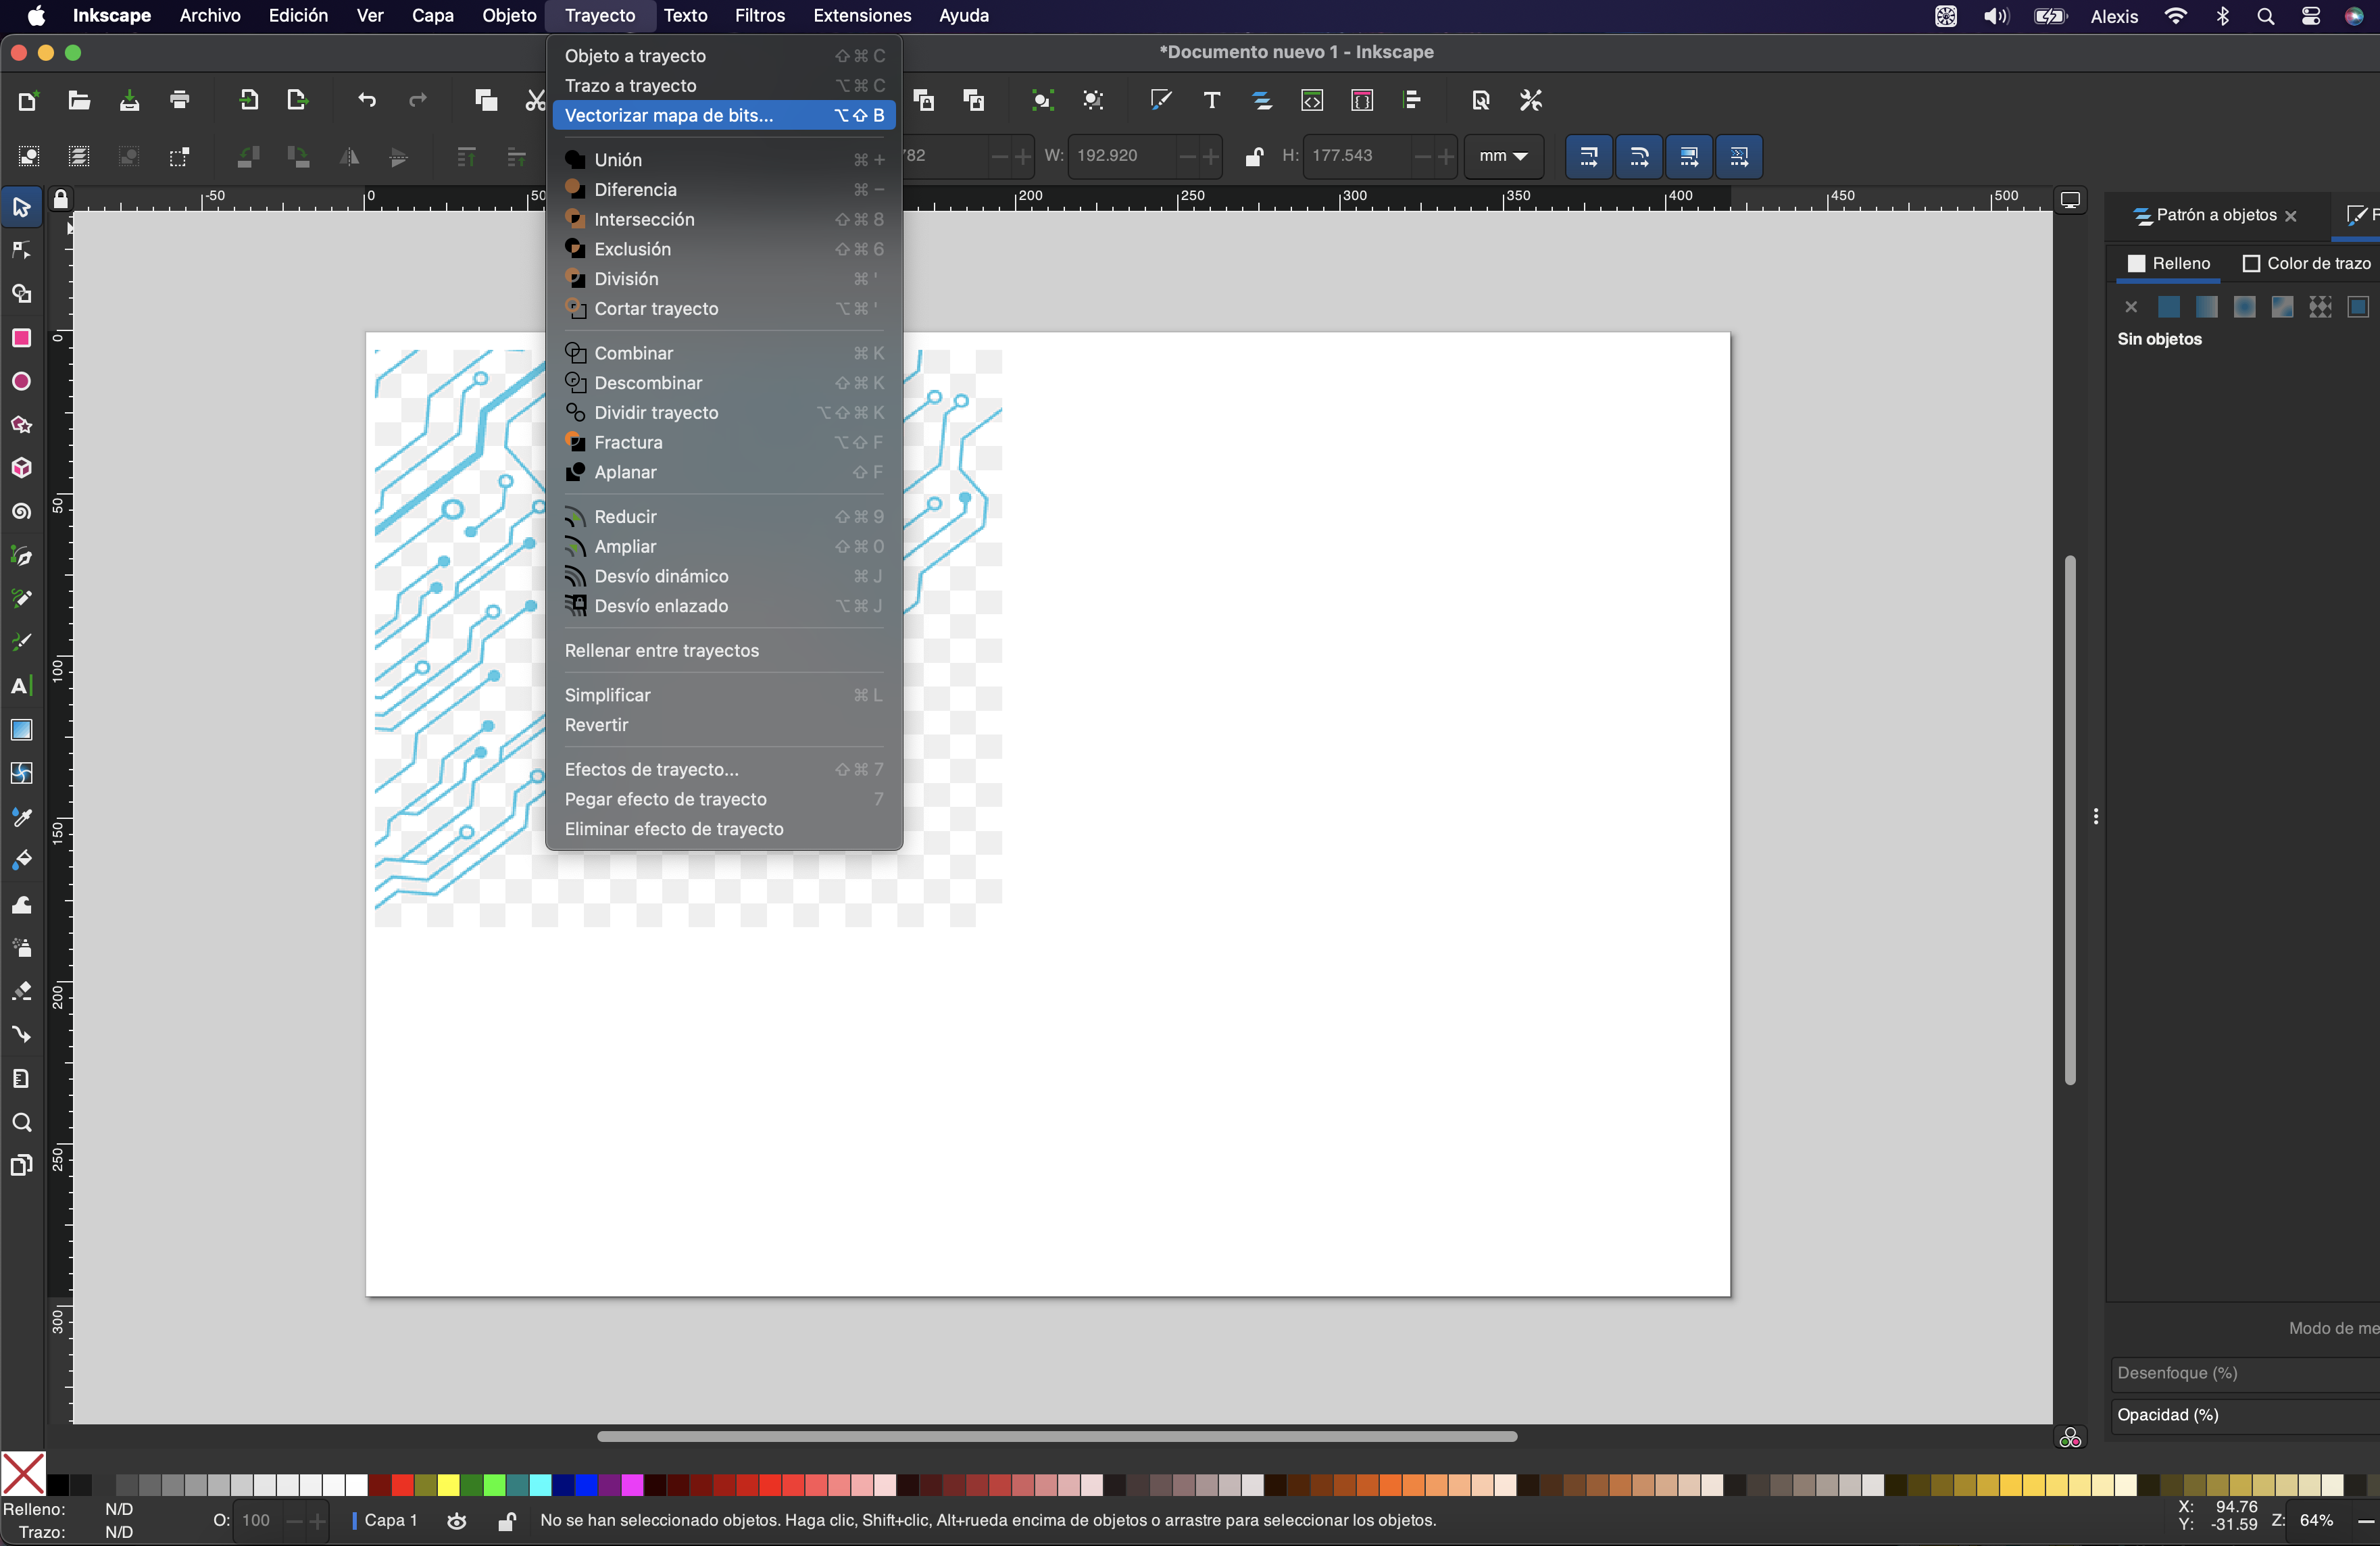 Inkscape Archivo Edición Ver Capa Objeto Trayecto Texto Filtros Extensiones Ayuda Alexis
*Documento nuevo 1 - Inkscape
Objeto a trayecto ⇧⌘C
Trazo a trayecto ⌥⌘C
Vectorizar mapa de bits... ⌥⇧B
Unión ⌘+
Diferencia ⌘−
Intersección ⇧⌘8
Exclusión ⇧⌘6
División ⌘'
Cortar trayecto ⌥⌘'
Combinar ⌘K
Descombinar ⇧⌘K
Dividir trayecto ⌥⇧⌘K
Fractura ⌥⇧F
Aplanar ⇧F
Reducir ⇧⌘9
Ampliar ⇧⌘0
Desvío dinámico ⌘J
Desvío enlazado ⌥⌘J
Rellenar entre trayectos
Simplificar ⌘L
Revertir
Efectos de trayecto... ⇧⌘7
Pegar efecto de trayecto 7
Eliminar efecto de trayecto
782 W: 192.920 H: 177.543 mm
-50 0 50 200 250 300 350 400 450 500
0
50
100
150
200
250
300
Patrón a objetos
Relleno Color de trazo
Sin objetos
Modo de me
Desenfoque (%)
Opacidad (%)
Relleno: N/D
Trazo: N/D
O: 100 Capa 1 No se han seleccionado objetos. Haga clic, Shift+clic, Alt+rueda encima de objetos o arrastre para seleccionar los objetos.
X: 94.76
Y: -31.59
Z: 64%